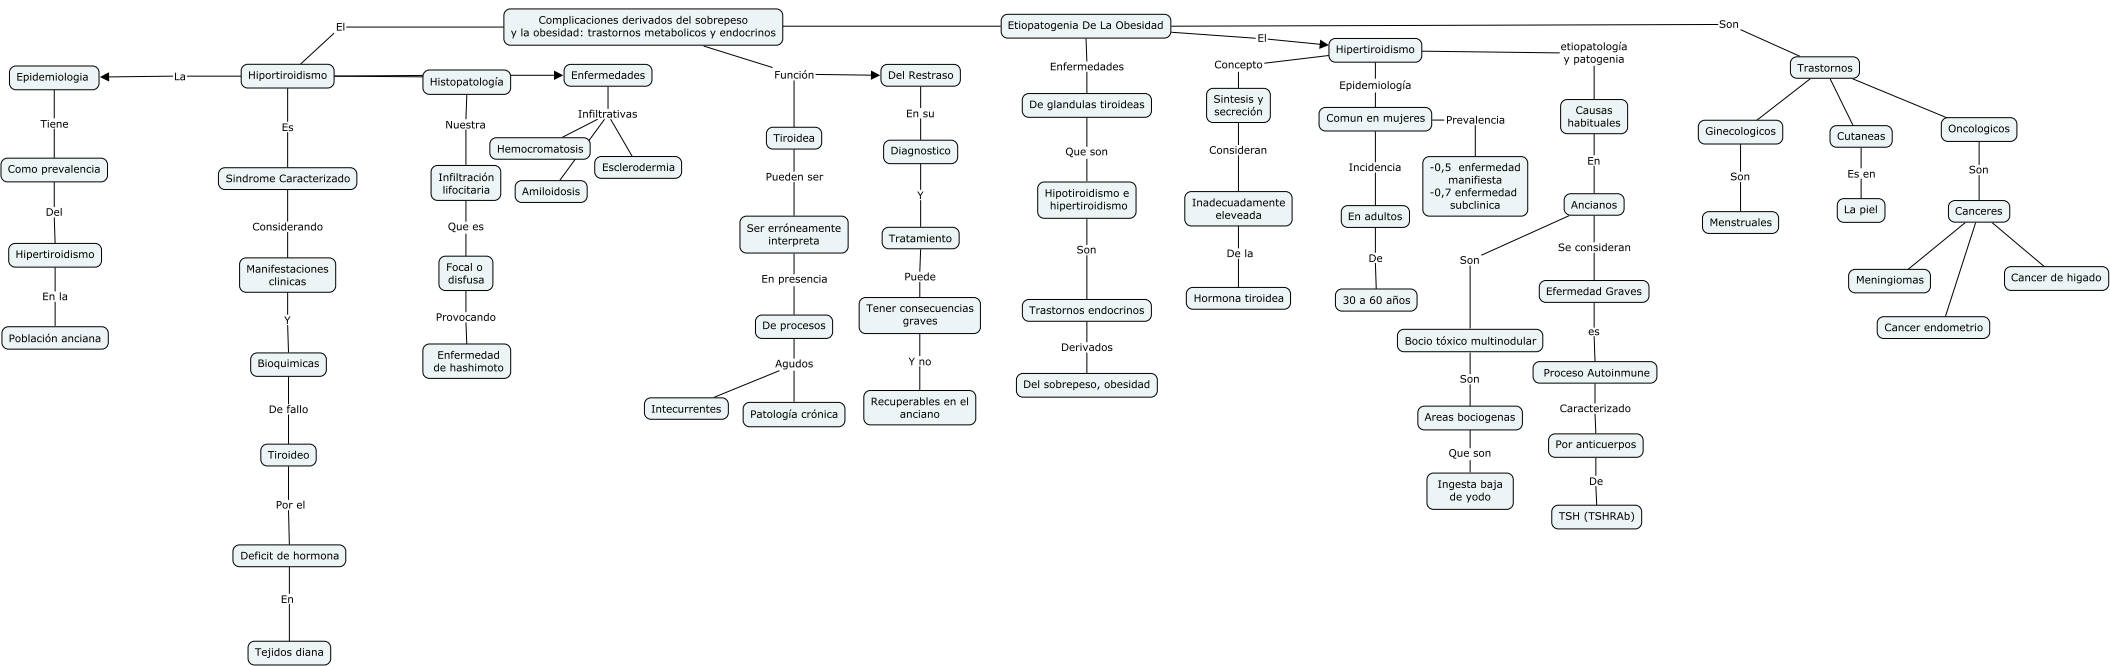 Complicaciones derivados del sobrepeso
y la obesidad: trastornos metabolicos y endocrinos
Etiopatogenia De La Obesidad
El
Son
Hiportiroidismo
La
Epidemiologia
Tiene
Como prevalencia
Del
Hipertiroidismo
En la
Población anciana
Es
Sindrome Caracterizado
Considerando
Manifestaciones
clinicas
Y
Bioquimicas
De fallo
Tiroideo
Por el
Deficit de hormona
En
Tejidos diana
Histopatología
Nuestra
Infiltración
lifocitaria
Que es
Focal o
disfusa
Provocando
Enfermedad
de hashimoto
Enfermedades
Infiltrativas
Hemocromatosis
Amiloidosis
Esclerodermia
Función
Tiroidea
Pueden ser
Ser erróneamente
interpreta
En presencia
De procesos
Agudos
Intecurrentes
Patología crónica
Del Restraso
En su
Diagnostico
Y
Tratamiento
Puede
Tener consecuencias
graves
Y no
Recuperables en el
anciano
Enfermedades
De glandulas tiroideas
Que son
Hipotiroidismo e
hipertiroidismo
Son
Trastornos endocrinos
Derivados
Del sobrepeso, obesidad
El
Hipertiroidismo
Concepto
Sintesis y
secreción
Consideran
Inadecuadamente
eleveada
De la
Hormona tiroidea
Epidemiología
Comun en mujeres
Prevalencia
-0,5 enfermedad
manifiesta
-0,7 enfermedad
subclinica
Incidencia
En adultos
De
30 a 60 años
etiopatología
y patogenia
Causas
habituales
En
Ancianos
Son
Bocio tóxico multinodular
Son
Areas bociogenas
Que son
Ingesta baja
de yodo
Se consideran
Efermedad Graves
es
Proceso Autoinmune
Caracterizado
Por anticuerpos
De
TSH (TSHRAb)
Trastornos
Ginecologicos
Son
Menstruales
Cutaneas
Es en
La piel
Oncologicos
Son
Canceres
Meningiomas
Cancer endometrio
Cancer de higado